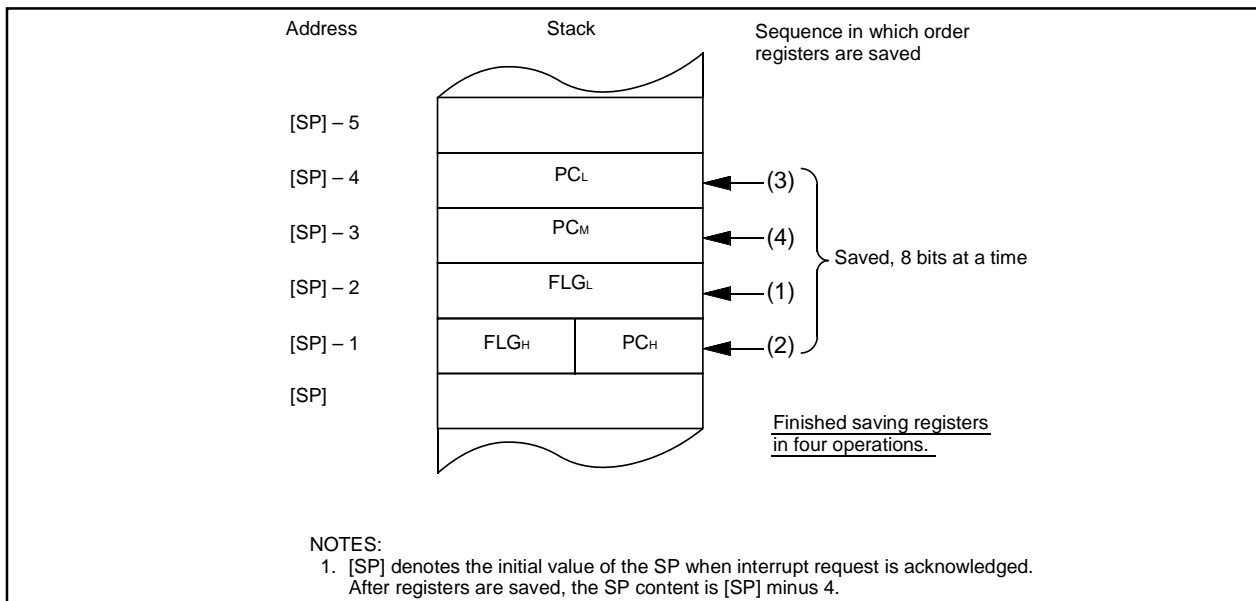 Address
Stack
Sequence in which order
registers are saved
[SP] – 5
[SP] – 4
PCL
(3)
[SP] – 3
PCM
(4)
Saved, 8 bits at a time
[SP] – 2
FLGL
(1)
[SP] – 1
FLGH
PCH
(2)
[SP]
Finished saving registers
in four operations.
NOTES:
1. [SP] denotes the initial value of the SP when interrupt request is acknowledged.
After registers are saved, the SP content is [SP] minus 4.